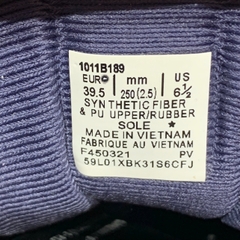 1011B189
EUR mm US
39.5 250 (2.5) 6½
SYNTHETIC FIBER
& PU UPPER/RUBBER
SOLE
MADE IN VIETNAM
FABRIQUE AU VIETNAM
F450321 PV
59L01XBK31S6CFJ